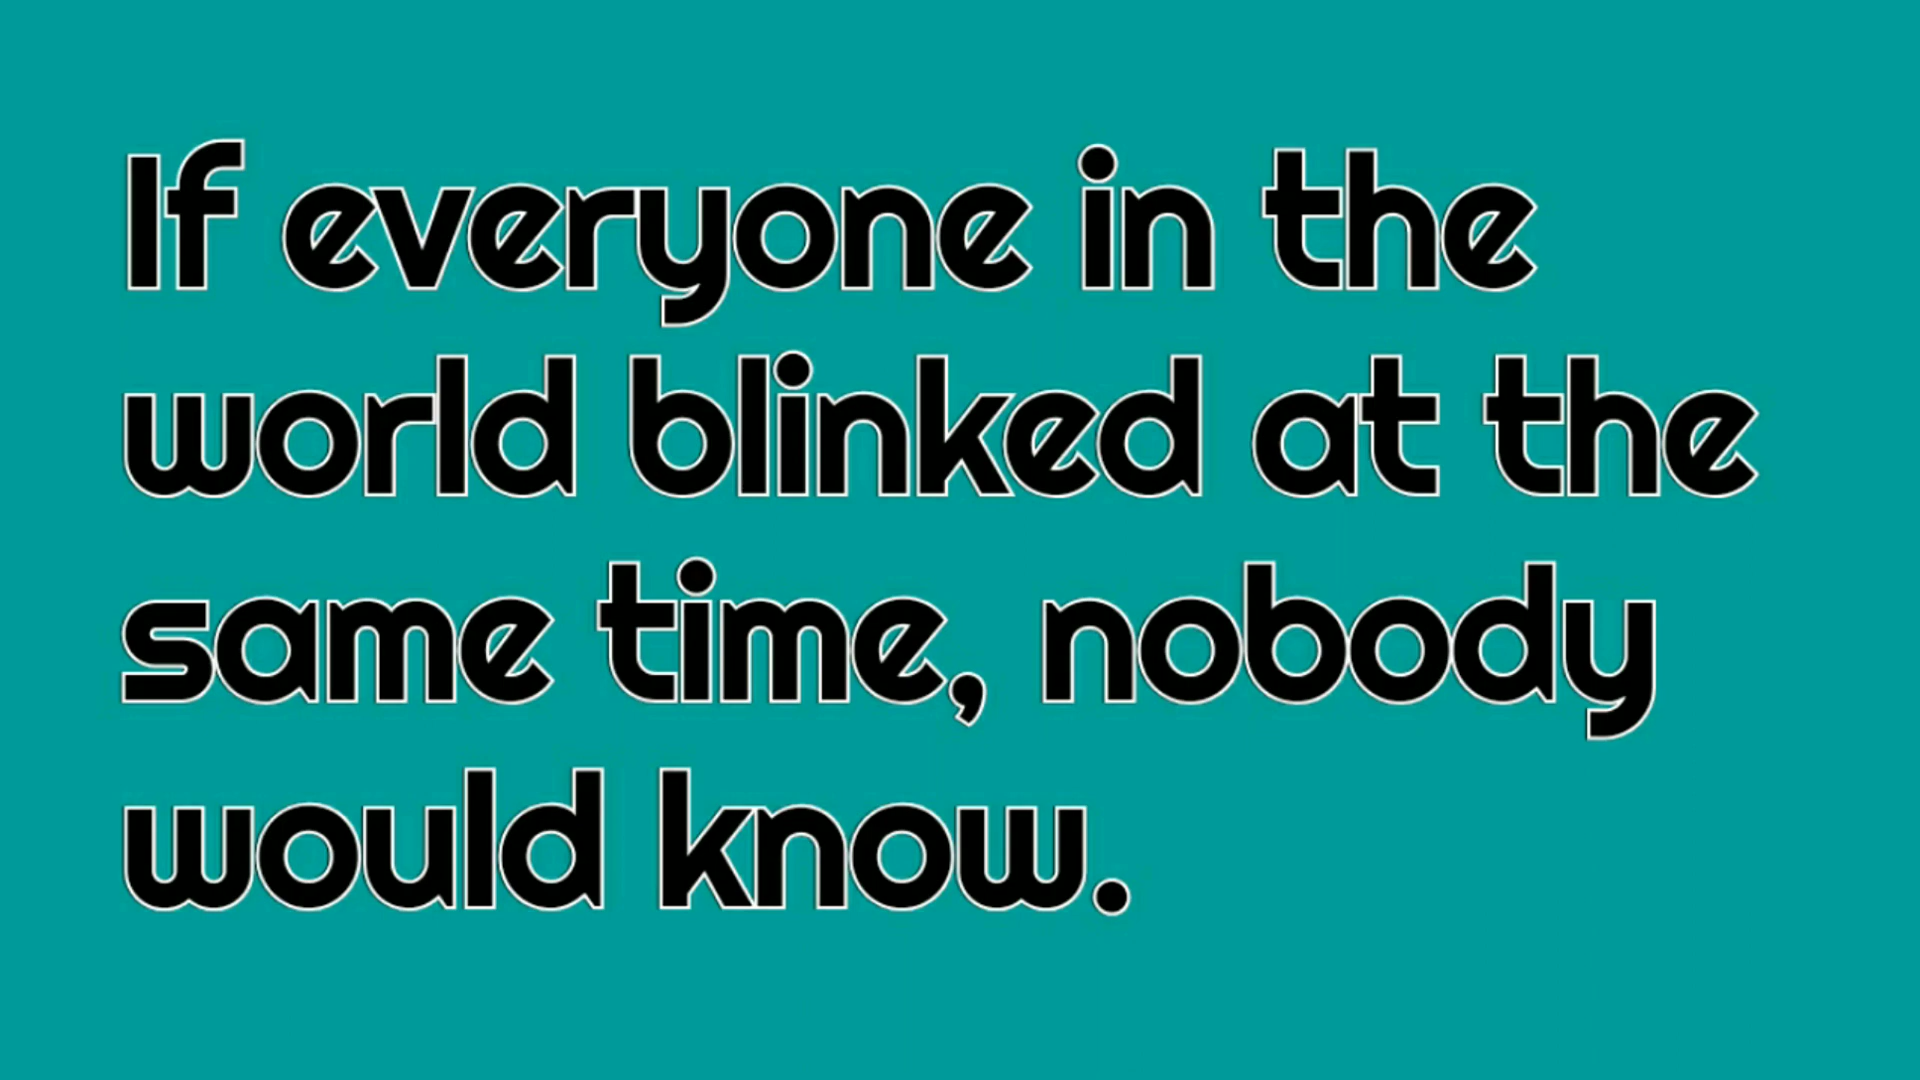 If everyone in the
world blinked at the
same time, nobody
would know.